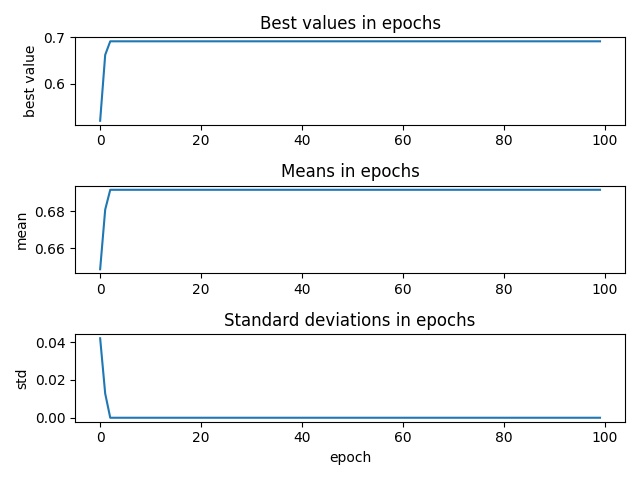 Best values in epochs
0.7
0.6
best value
0 20 40 60 80 100
Means in epochs
0.68
0.66
mean
0 20 40 60 80 100
Standard deviations in epochs
0.04
0.02
0.00
std
0 20 40 60 80 100
epoch